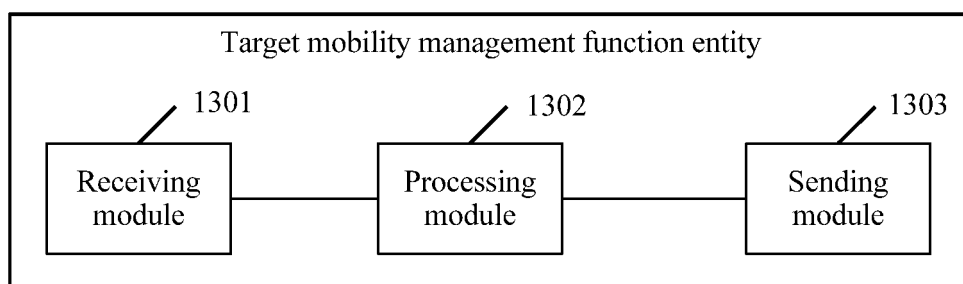 Target mobility management function entity
1301
1302
1303
Receiving
module
Processing
module
Sending
module